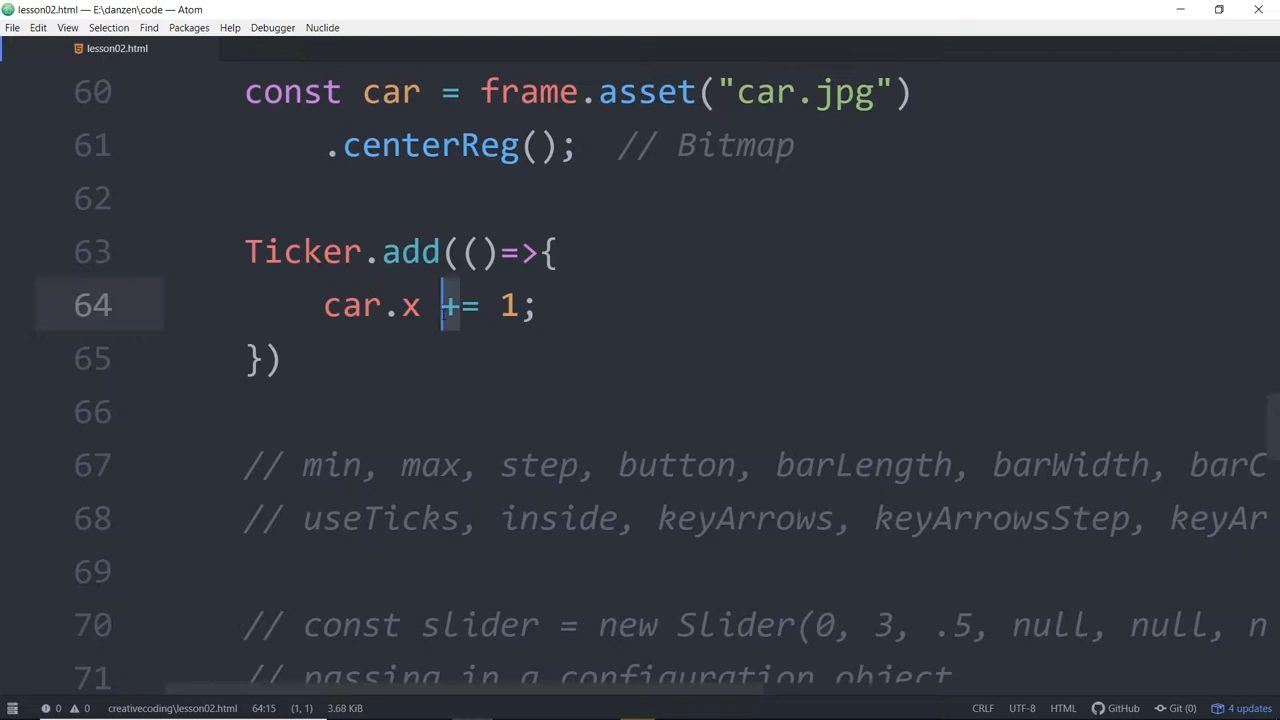 lesson02.html — E:\danzen\code — Atom
File Edit View Selection Find Packages Help Debugger Nuclide
lesson02.html
60 const car = frame.asset("car.jpg")
61 .centerReg(); // Bitmap
62
63 Ticker.add(()=>{
64 car.x += 1;
65 })
66
67 // min, max, step, button, barLength, barWidth, barC
68 // useTicks, inside, keyArrows, keyArrowsStep, keyAr
69
70 // const slider = new Slider(0, 3, .5, null, null, n
71 // passing in a configuration object
0 0 creativecoding\lesson02.html 64:15 (1, 1) 3.68 KiB CRLF UTF-8 HTML GitHub Git (0) 4 updates